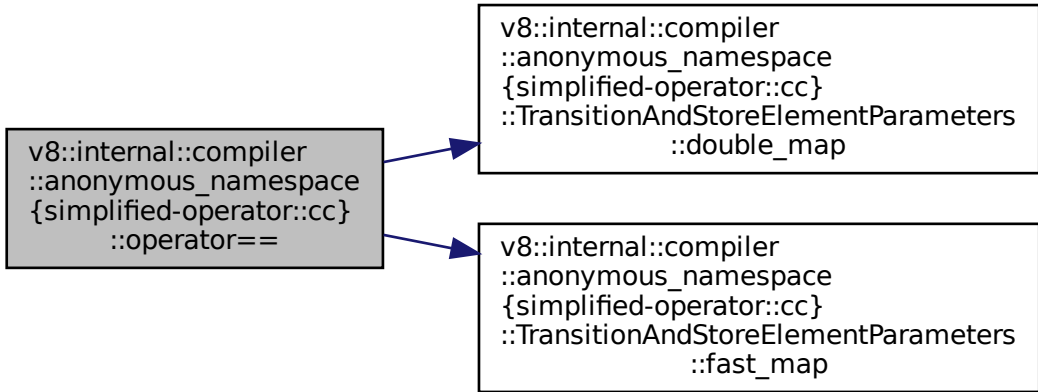 v8::internal::compiler
::anonymous_namespace
{simplified-operator::cc}
::operator==
v8::internal::compiler
::anonymous_namespace
{simplified-operator::cc}
::TransitionAndStoreElementParameters
::double_map
v8::internal::compiler
::anonymous_namespace
{simplified-operator::cc}
::TransitionAndStoreElementParameters
::fast_map